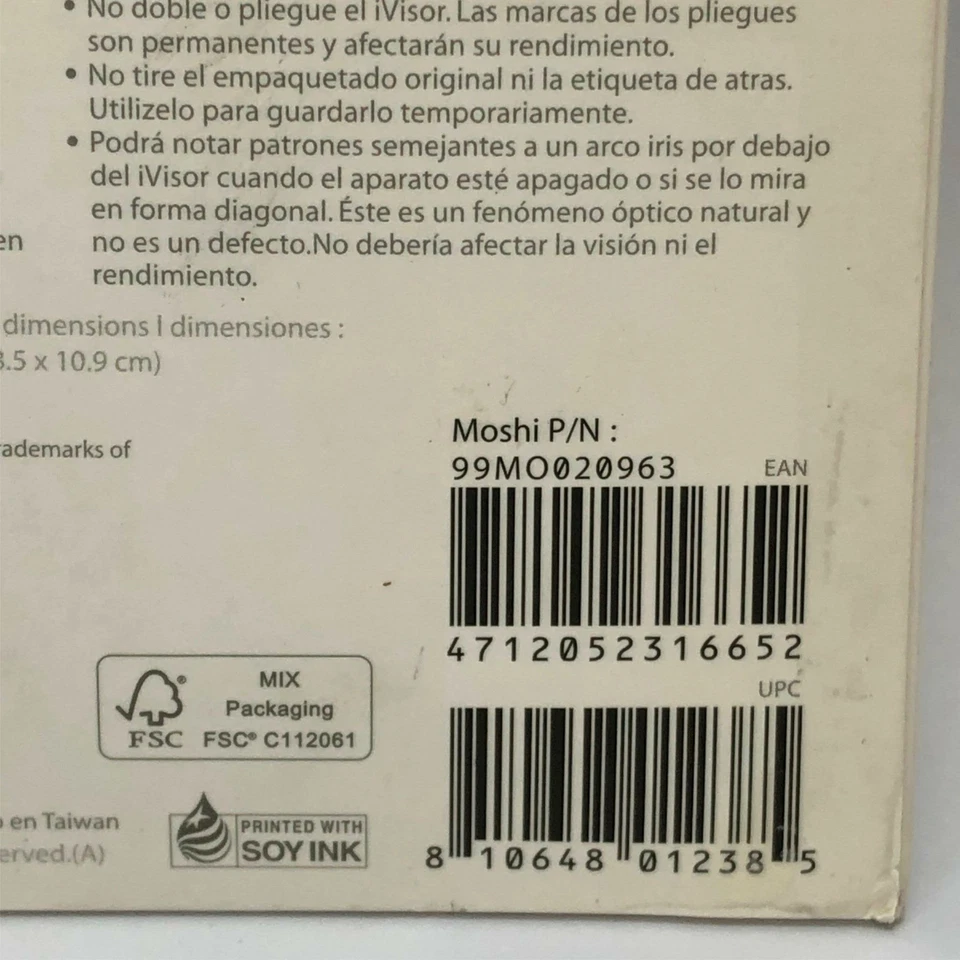 • No doble o pliegue el iVisor. Las marcas de los pliegues
son permanentes y afectarán su rendimiento.
• No tire el empaquetado original ni la etiqueta de atras.
Utilizelo para guardarlo temporariamente.
• Podrá notar patrones semejantes a un arco iris por debajo
del iVisor cuando el aparato esté apagado o si se lo mira
en forma diagonal. Éste es un fenómeno óptico natural y
en
no es un defecto.No debería afectar la visión ni el
rendimiento.
dimensions | dimensiones :
.5 x 10.9 cm)
ademarks of
Moshi P/N :
99MO020963
EAN
4712052316652
UPC
8 10648 01238 5
MIX
Packaging
FSC FSC® C112061
en Taiwan
erved.(A)
PRINTED WITH
SOY INK